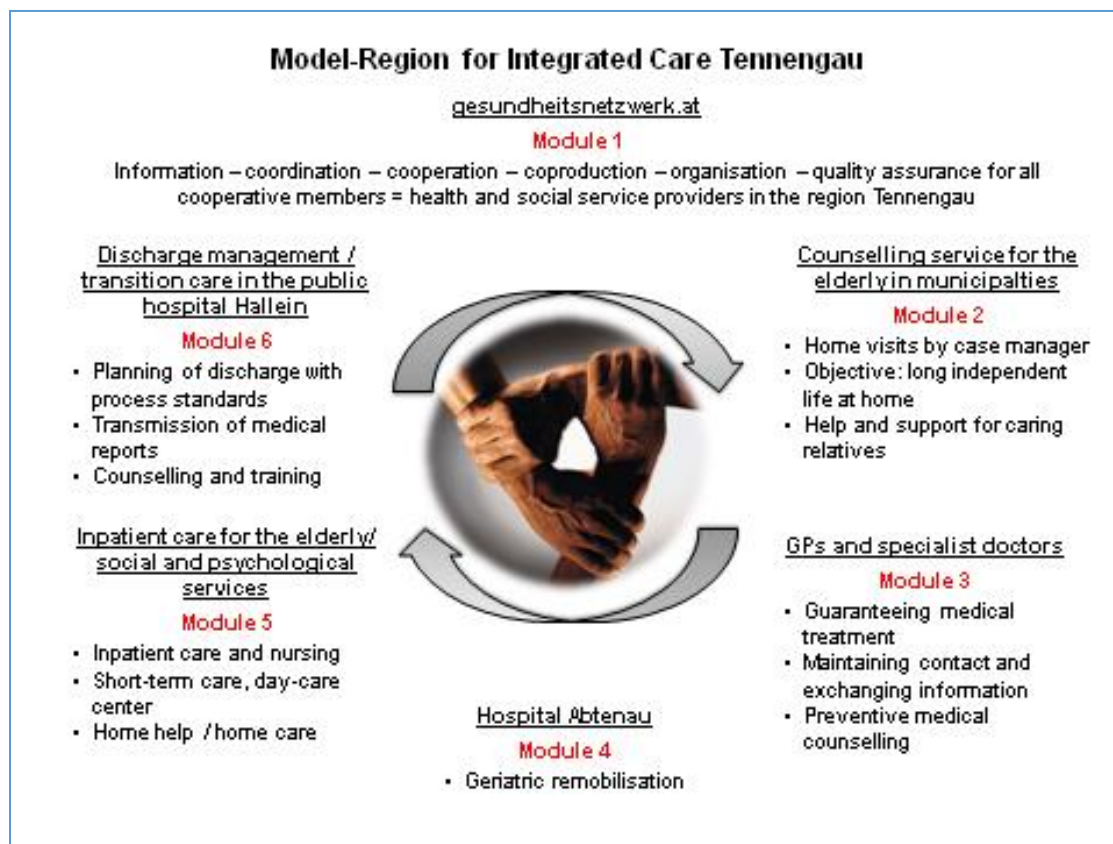 Model-Region for Integrated Care Tennengau
gesundheitsnetzwerk.at
Module 1
Information – coordination – cooperation – coproduction – organisation – quality assurance for all
cooperative members = health and social service providers in the region Tennengau
Counselling service for the
elderly in municipalties
Module 2
• Home visits by case manager
• Objective: long independent
life at home
• Help and support for caring
relatives
GPs and specialist doctors
Module 3
• Guaranteeing medical
treatment
• Maintaining contact and
exchanging information
• Preventive medical
counselling
Hospital Abtenau
Module 4
• Geriatric remobilisation
Inpatient care for the elderly/
social and psychological
services
Module 5
• Inpatient care and nursing
• Short-term care, day-care
center
• Home help / home care
Discharge management /
transition care in the public
hospital Hallein
Module 6
• Planning of discharge with
process standards
• Transmission of medical
reports
• Counselling and training